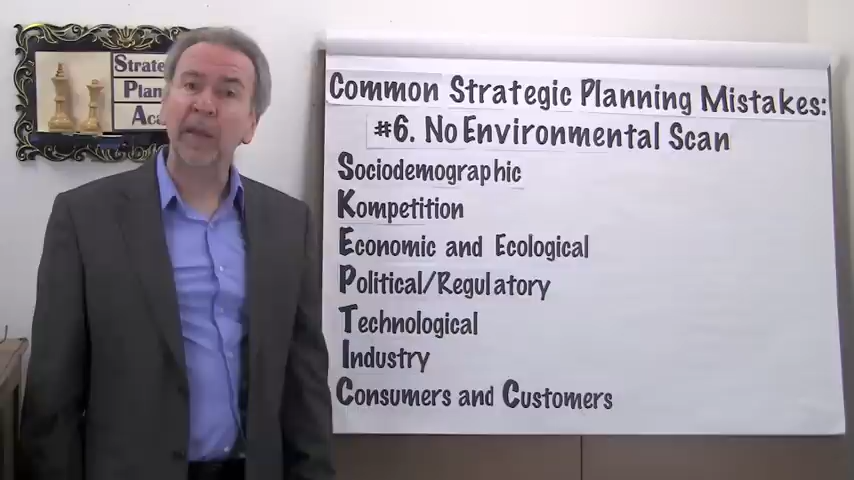 Strate
Plan
Aca
Common Strategic Planning Mistakes:
#6. No Environmental Scan
Sociodemographic
Kompetition
Economic and Ecological
Political/Regulatory
Technological
Industry
Consumers and Customers